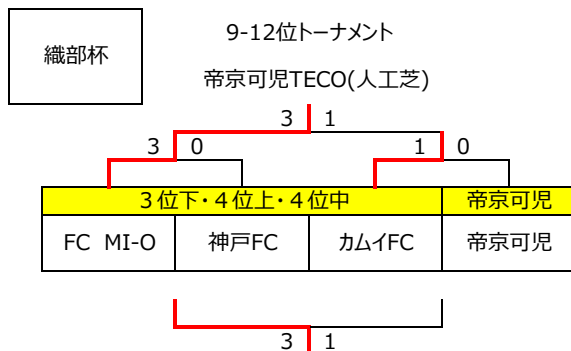 織部杯
9-12位トーナメント
帝京可児TECO(人工芝)
3 1
3 0 1 0
3位下・4位上・4位中 帝京可児
FC MI-O 神戸FC カムイFC 帝京可児
3 1